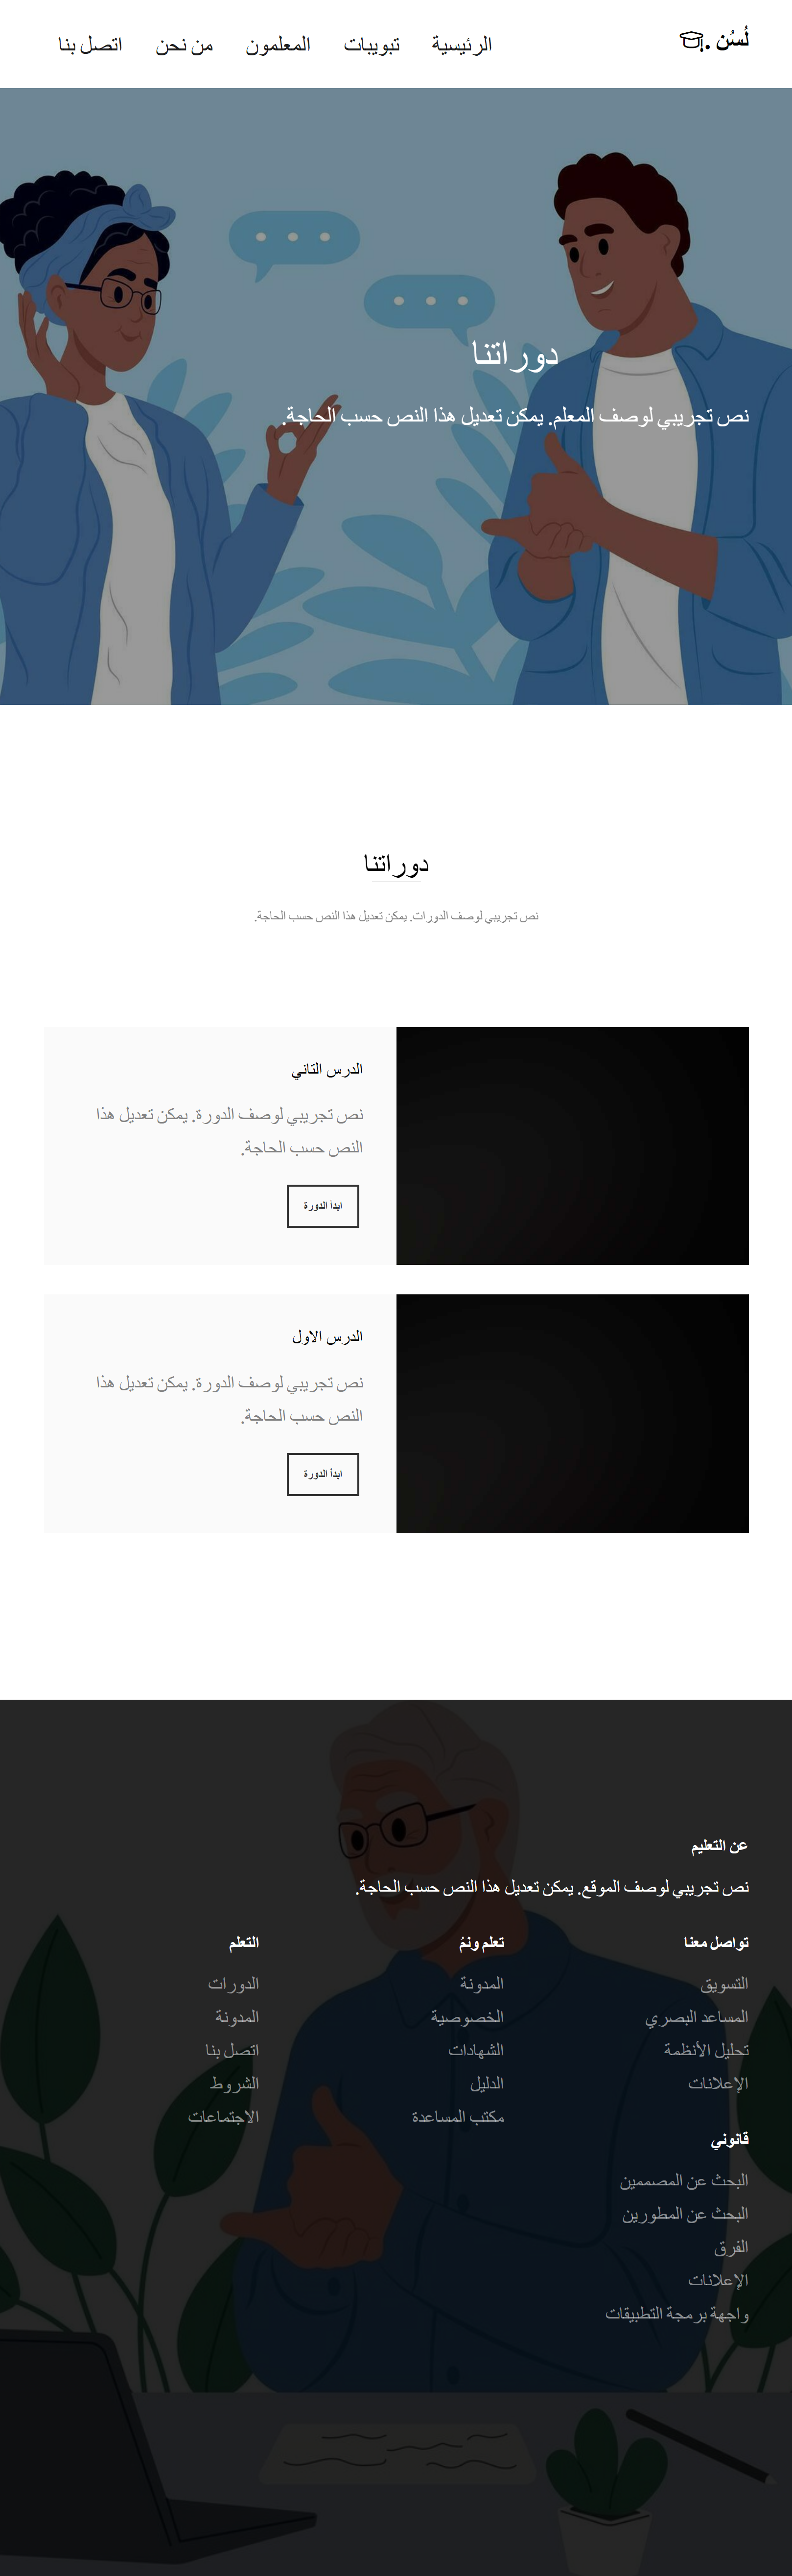 لُسُن .
الرئيسية
تبويبات
المعلمون
من نحن
اتصل بنا
دوراتنا
نص تجريبي لوصف المعلم. يمكن تعديل هذا النص حسب الحاجة.
دوراتنا
نص تجريبي لوصف الدورات. يمكن تعديل هذا النص حسب الحاجة.
الدرس الثاني
نص تجريبي لوصف الدورة. يمكن تعديل هذا
النص حسب الحاجة.
ابدأ الدورة
الدرس الاول
نص تجريبي لوصف الدورة. يمكن تعديل هذا
النص حسب الحاجة.
ابدأ الدورة
عن التعليم
نص تجريبي لوصف الموقع. يمكن تعديل هذا النص حسب الحاجة.
تواصل معنا
التسويق
المساعد البصري
تحليل الأنظمة
الإعلانات
تعلم ونمُ
المدونة
الخصوصية
الشهادات
الدليل
مكتب المساعدة
التعلم
الدورات
المدونة
اتصل بنا
الشروط
الاجتماعات
قانوني
البحث عن المصممين
البحث عن المطورين
الفرق
الإعلانات
واجهة برمجة التطبيقات